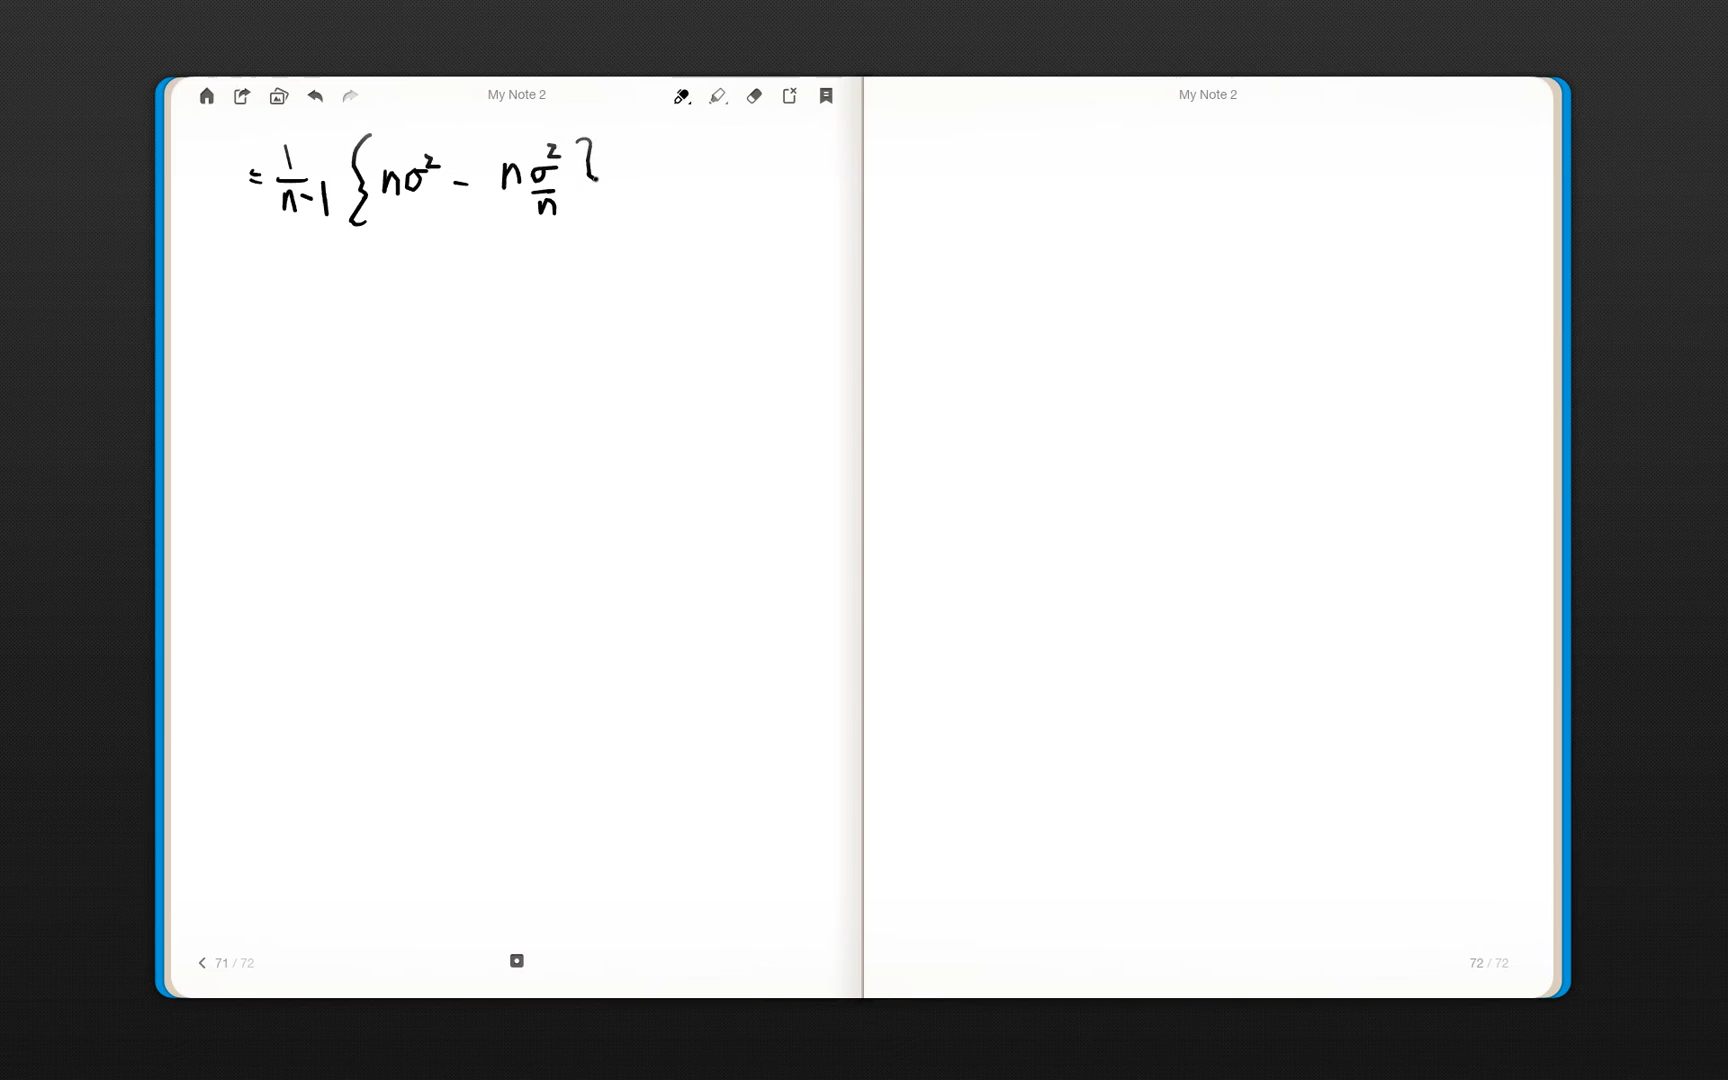 My Note 2
My Note 2
= 1/(n-1) { nσ² - n σ²/n }
71 / 72
72 / 72